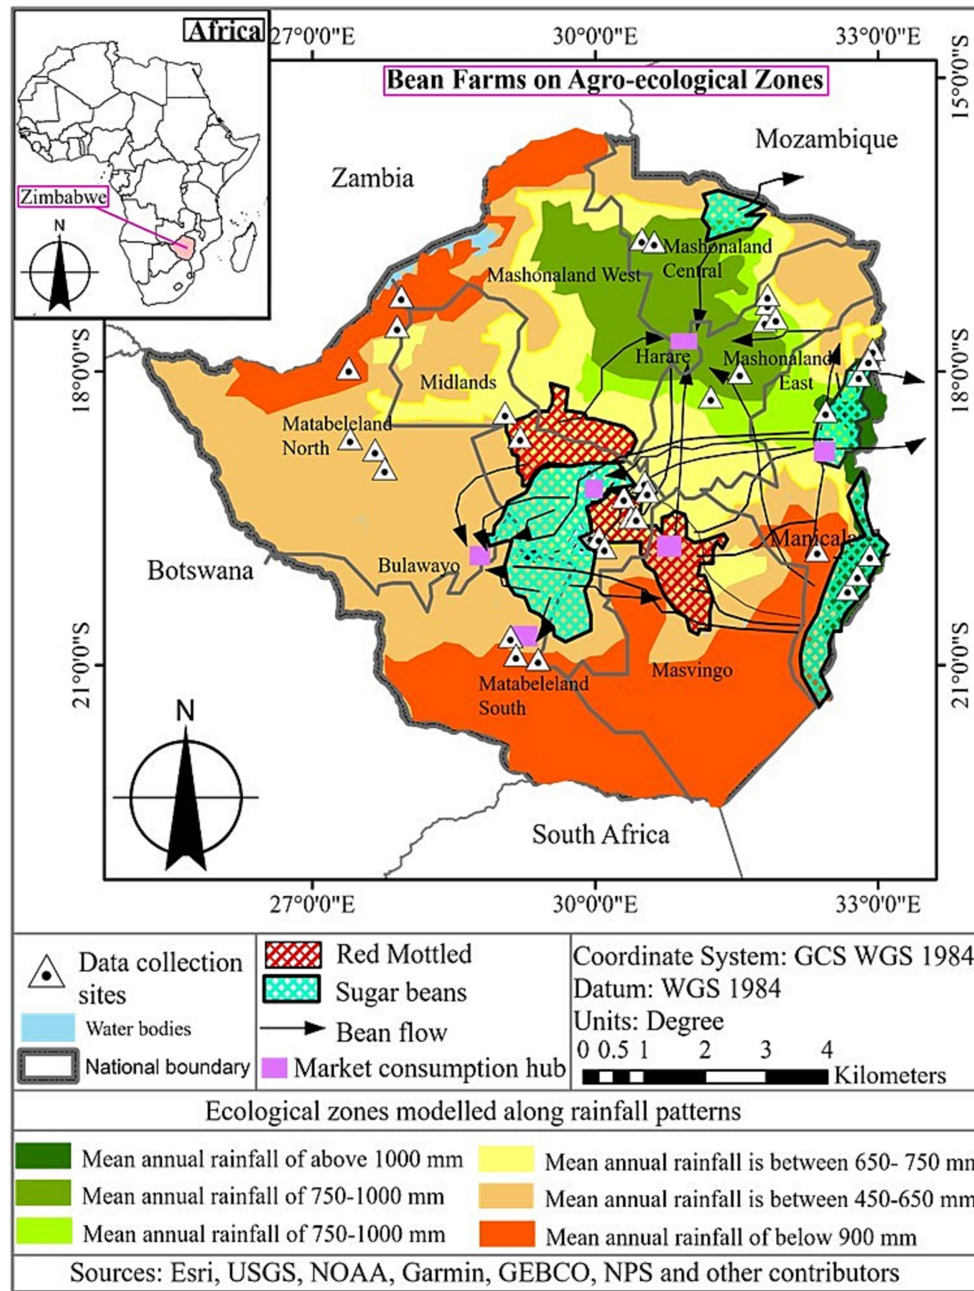 Africa
27°0'0"E
30°0'0"E
33°0'0"E
Bean Farms on Agro-ecological Zones
15°0'0"S
Zimbabwe
N
Zambia
Mozambique
Mashonaland
Central
Mashonaland West
Harare
Mashonaland
East
18°0'0"S
18°0'0"S
Midlands
Matabeleland
North
Manicala
Botswana
Bulawayo
21°0'0"S
21°0'0"S
Masvingo
Matabeleland
South
N
South Africa
27°0'0"E
30°0'0"E
33°0'0"E
Data collection
sites
Water bodies
National boundary
Red Mottled
Sugar beans
Bean flow
Market consumption hub
Coordinate System: GCS WGS 1984
Datum: WGS 1984
Units: Degree
0 0.5 1 2 3 4
Kilometers
Ecological zones modelled along rainfall patterns
Mean annual rainfall of above 1000 mm
Mean annual rainfall of 750-1000 mm
Mean annual rainfall of 750-1000 mm
Mean annual rainfall is between 650- 750 mm
Mean annual rainfall is between 450-650 mm
Mean annual rainfall of below 900 mm
Sources: Esri, USGS, NOAA, Garmin, GEBCO, NPS and other contributors